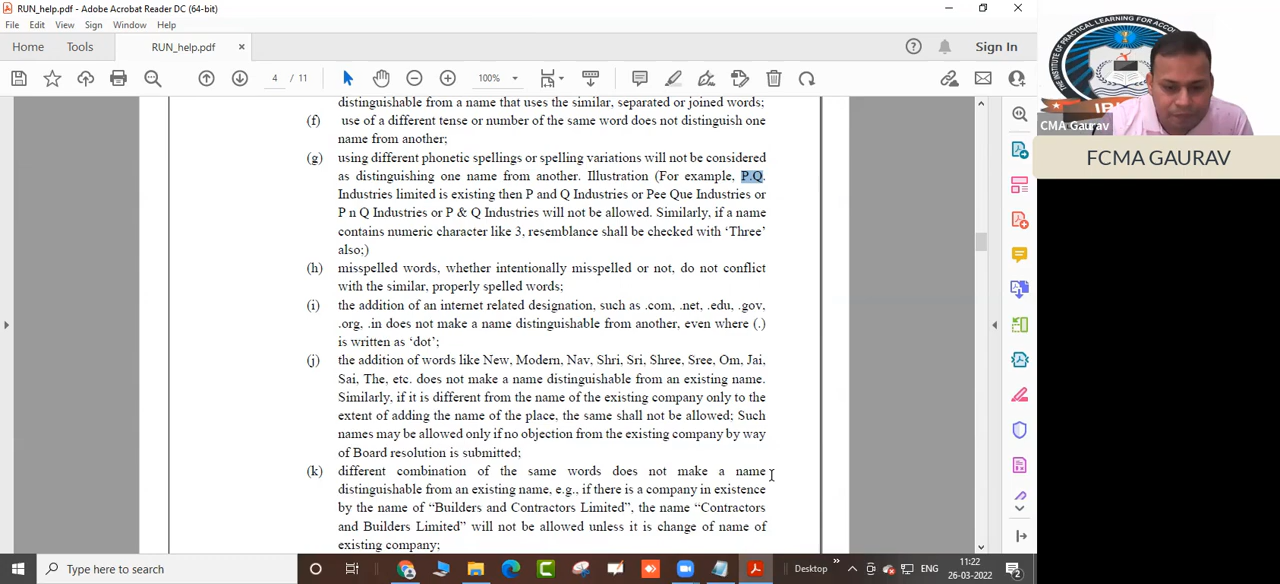 RUN_help.pdf - Adobe Acrobat Reader DC (64-bit)
File Edit View Sign Window Help
Home Tools RUN_help.pdf × Sign In
4 / 11 100%
distinguishable from a name that uses the similar, separated or joined words;
(f) use of a different tense or number of the same word does not distinguish one
name from another;
(g) using different phonetic spellings or spelling variations will not be considered
as distinguishing one name from another. Illustration (For example, P.Q.
Industries limited is existing then P and Q Industries or Pee Que Industries or
P n Q Industries or P & Q Industries will not be allowed. Similarly, if a name
contains numeric character like 3, resemblance shall be checked with ‘Three’
also;)
(h) misspelled words, whether intentionally misspelled or not, do not conflict
with the similar, properly spelled words;
(i) the addition of an internet related designation, such as .com, .net, .edu, .gov,
.org, .in does not make a name distinguishable from another, even where (.)
is written as ‘dot’;
(j) the addition of words like New, Modern, Nav, Shri, Sri, Shree, Sree, Om, Jai,
Sai, The, etc. does not make a name distinguishable from an existing name.
Similarly, if it is different from the name of the existing company only to the
extent of adding the name of the place, the same shall not be allowed; Such
names may be allowed only if no objection from the existing company by way
of Board resolution is submitted;
(k) different combination of the same words does not make a name
distinguishable from an existing name, e.g., if there is a company in existence
by the name of “Builders and Contractors Limited”, the name “Contractors
and Builders Limited” will not be allowed unless it is change of name of
existing company;
CMA Gaurav
FCMA GAURAV
Type here to search
Desktop
ENG
11:22
26-03-2022
2